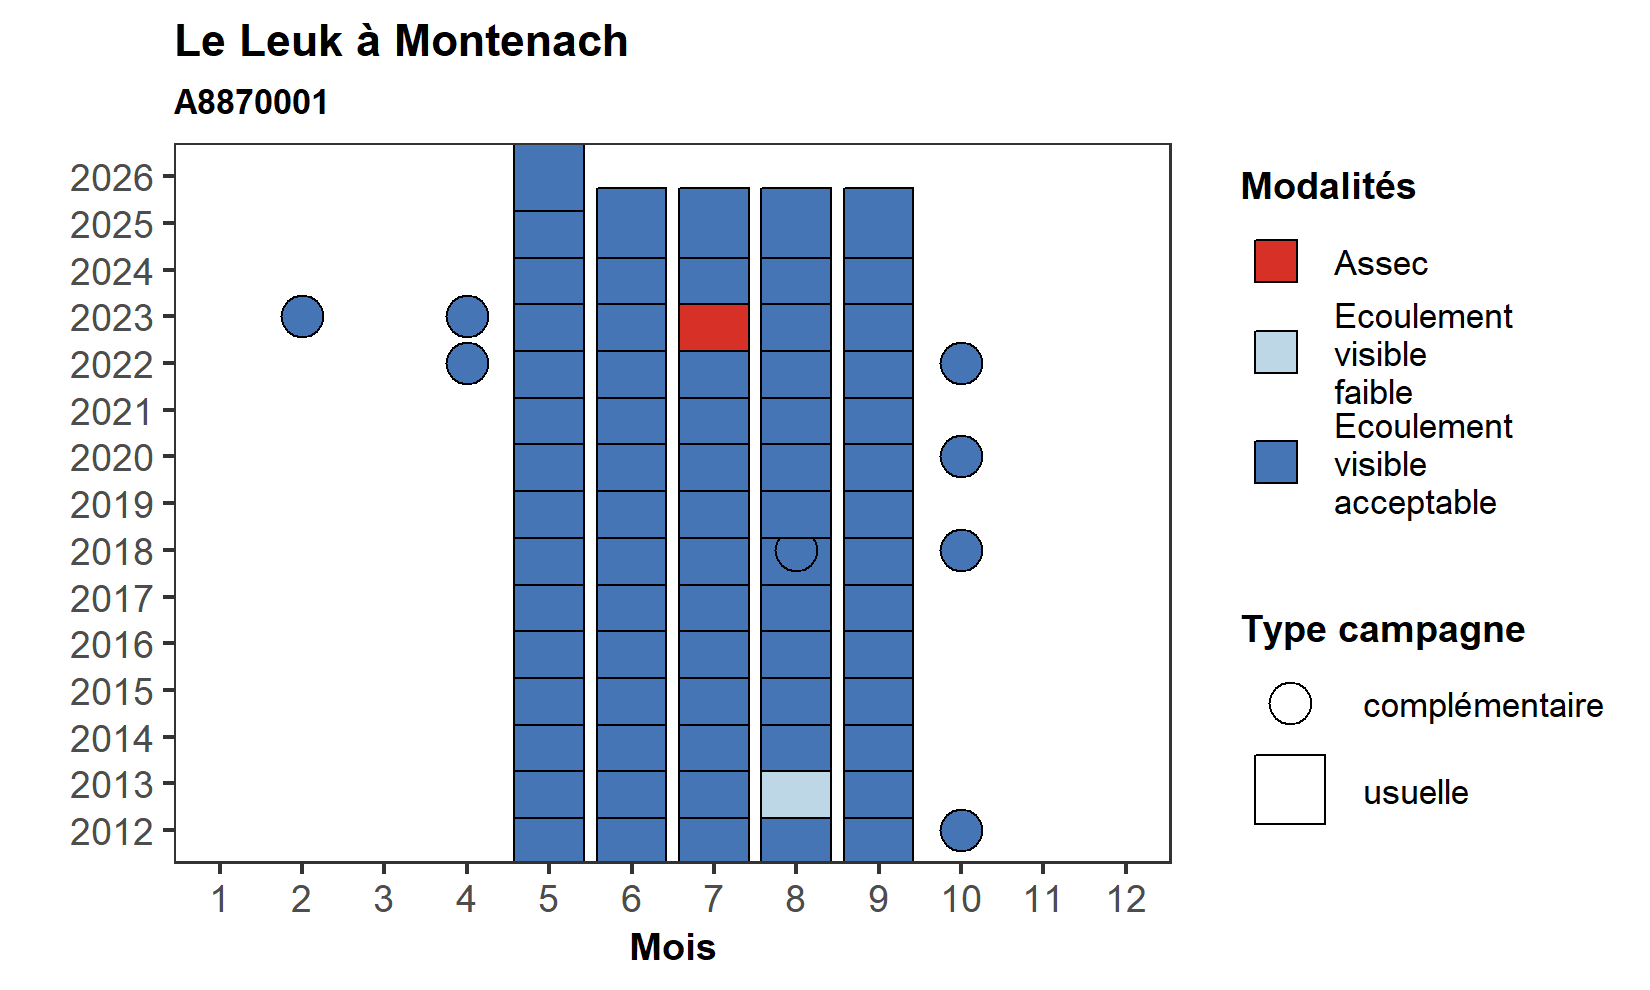 Le Leuk à Montenach
A8870001
2026
2025
2024
2023
2022
2021
2020
2019
2018
2017
2016
2015
2014
2013
2012
1 2 3 4 5 6 7 8 9 10 11 12
Mois
Modalités
Assec
Ecoulement
visible
faible
Ecoulement
visible
acceptable
Type campagne
complémentaire
usuelle